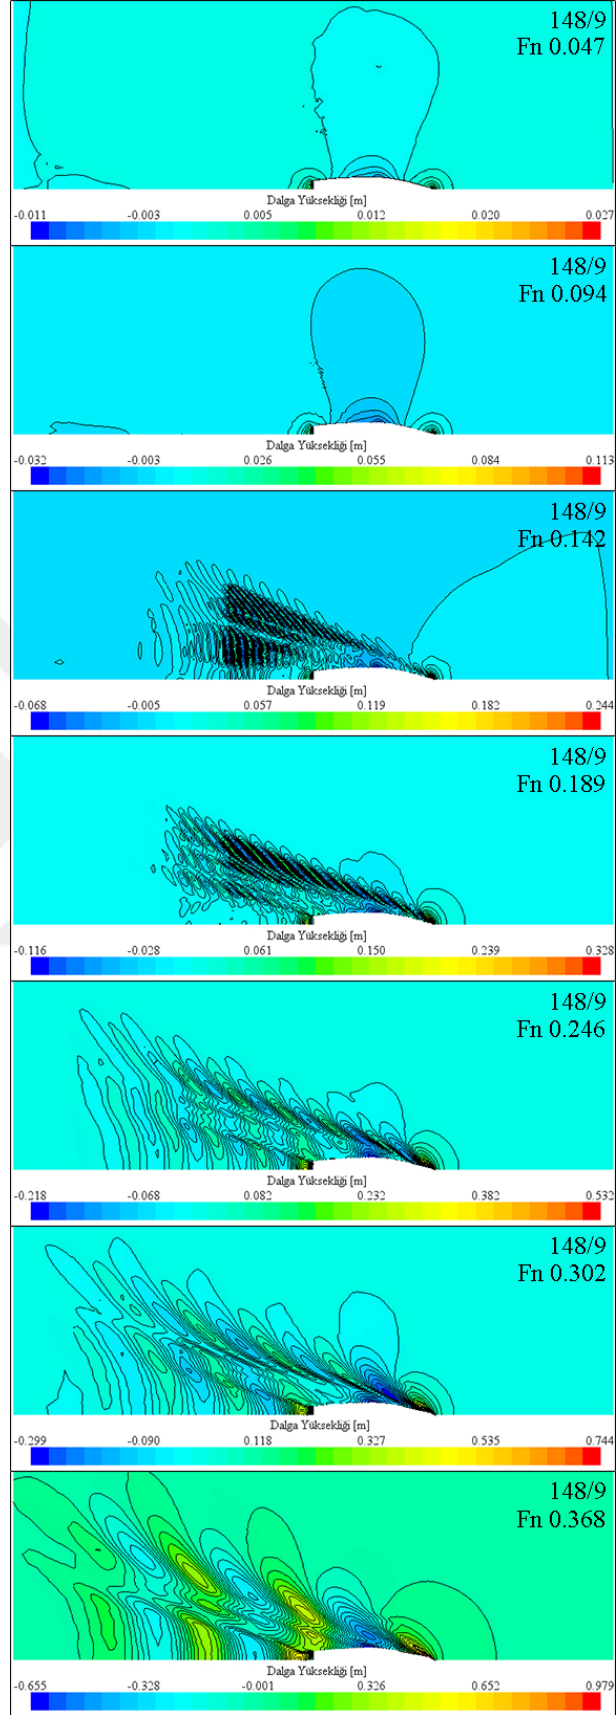 148/9
Fn 0.047
Dalga Yüksekliği [m]
-0.011 -0.003 0.005 0.012 0.020 0.027
148/9
Fn 0.094
Dalga Yüksekliği [m]
-0.032 -0.003 0.026 0.055 0.084 0.113
148/9
Fn 0.142
Dalga Yüksekliği [m]
-0.068 -0.005 0.057 0.119 0.182 0.244
148/9
Fn 0.189
Dalga Yüksekliği [m]
-0.116 -0.028 0.061 0.150 0.239 0.328
148/9
Fn 0.246
Dalga Yüksekliği [m]
-0.218 -0.068 0.082 0.232 0.382 0.532
148/9
Fn 0.302
Dalga Yüksekliği [m]
-0.299 -0.090 0.118 0.327 0.535 0.744
148/9
Fn 0.368
Dalga Yüksekliği [m]
-0.655 -0.328 -0.001 0.326 0.652 0.979